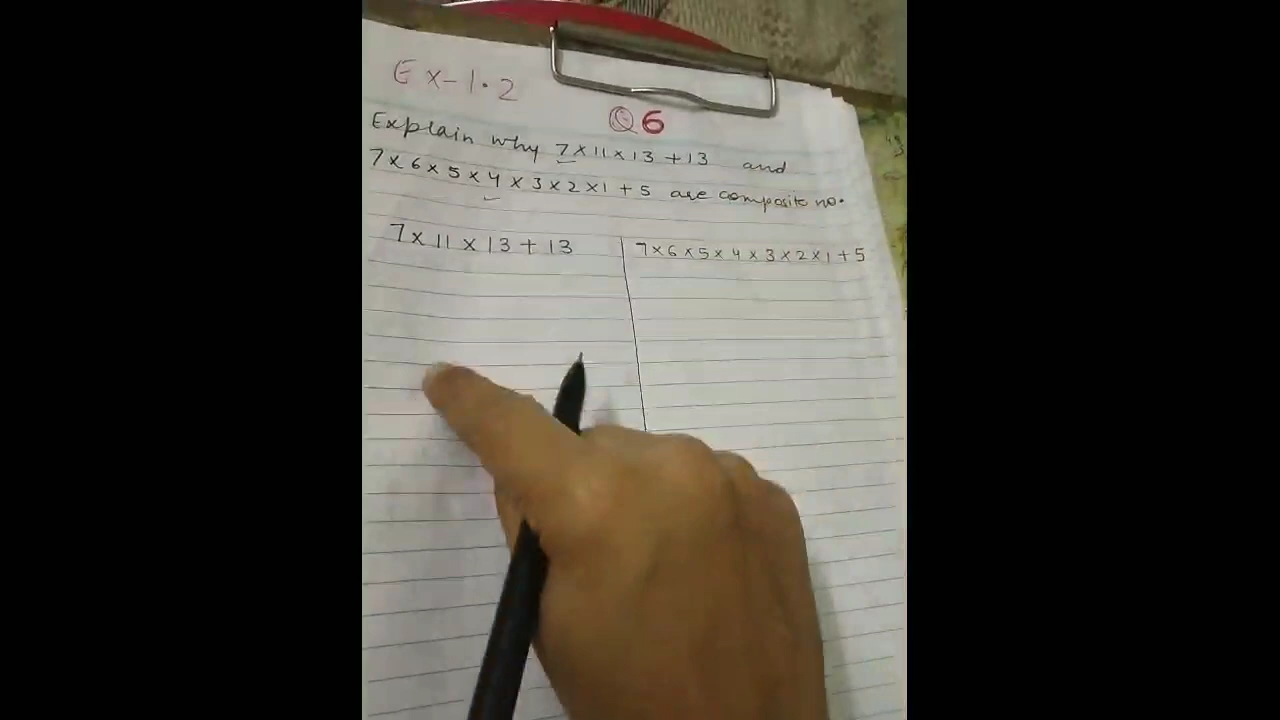 Ex-1.2
Q6
Explain why 7×11×13+13 and
7×6×5×4×3×2×1+5 are composite no.
7×11×13+13
7×6×5×4×3×2×1+5